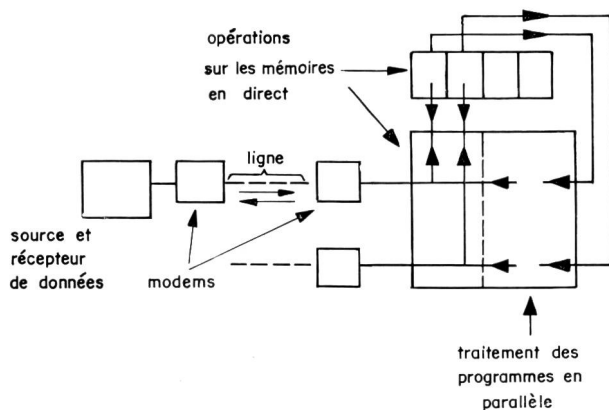 opérations
sur les mémoires
en direct
ligne
source et
récepteur
de données
modems
traitement des
programmes en
parallèle